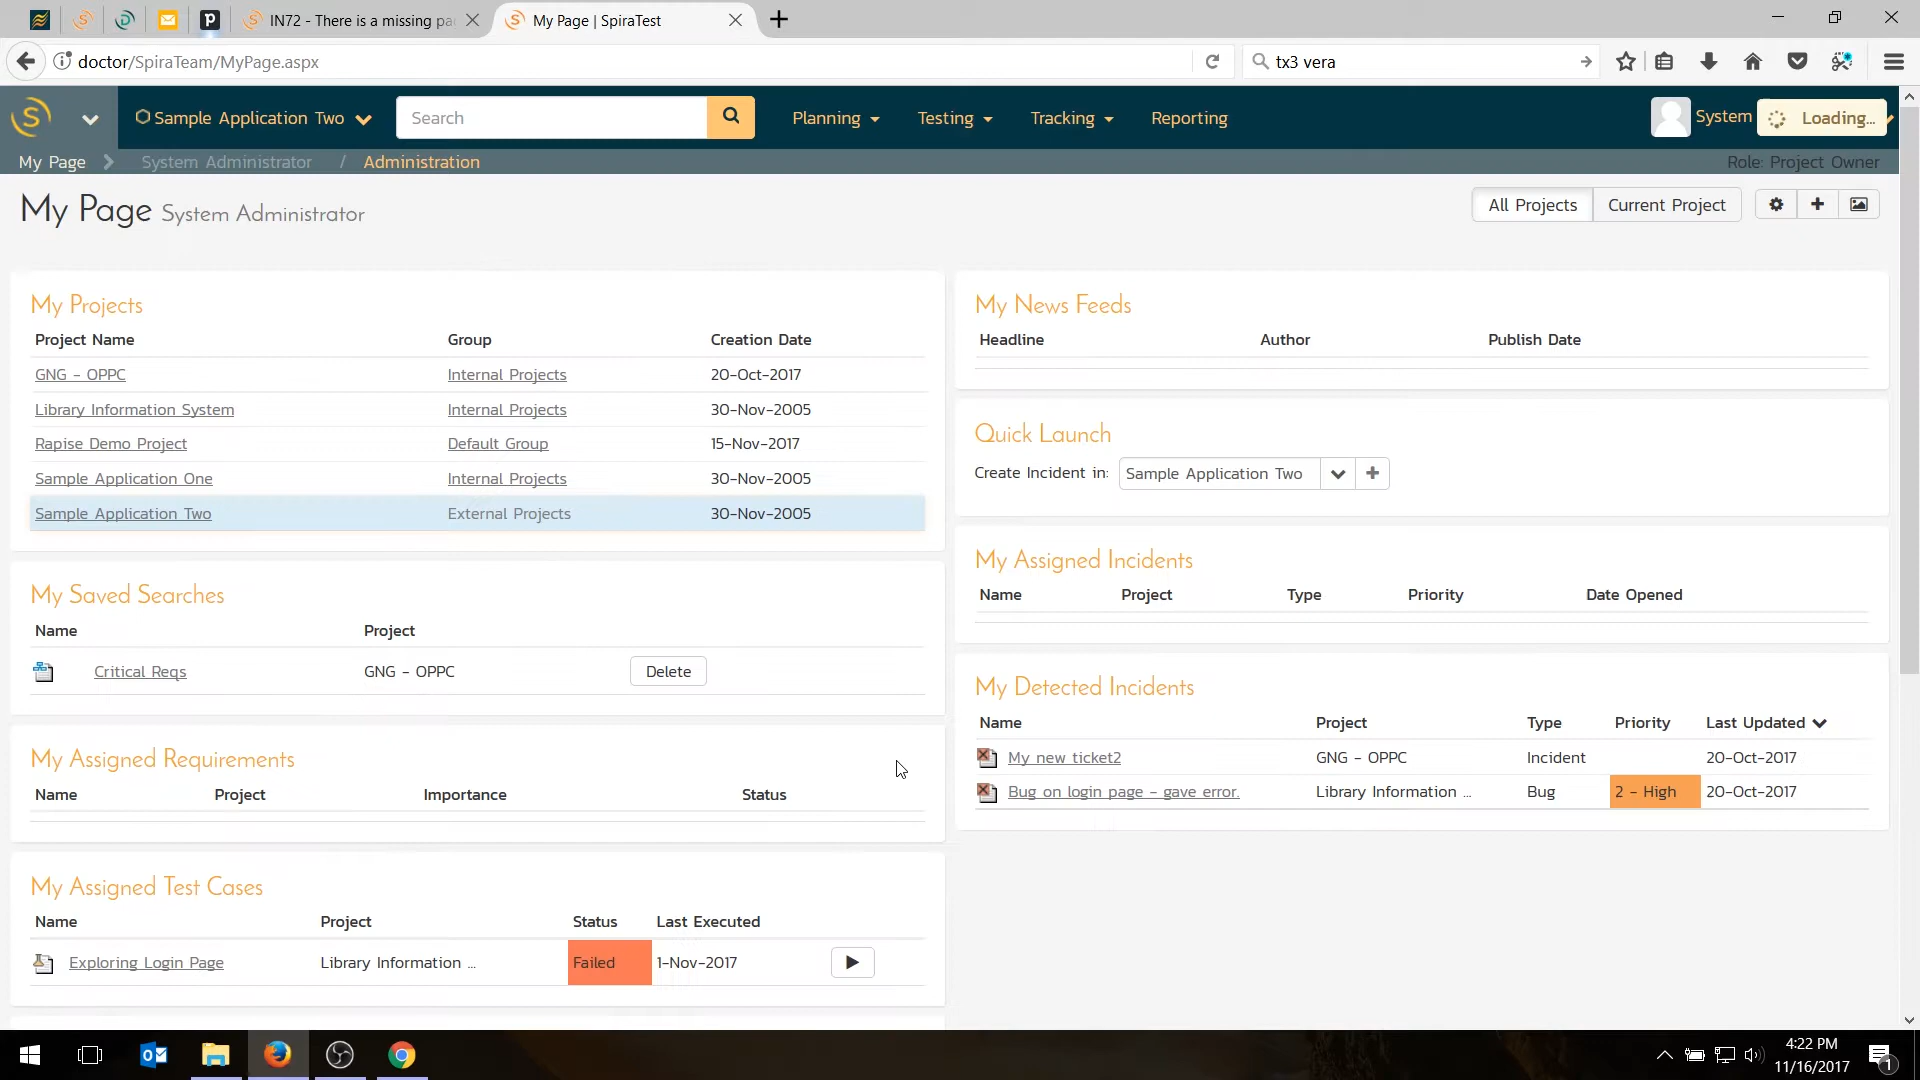 IN72 - There is a missing pa
My Page | SpiraTest
doctor/SpiraTeam/MyPage.aspx
tx3 vera
Sample Application Two
Search
Planning
Testing
Tracking
Reporting
System
Loading...
My Page
System Administrator
/
Administration
Role: Project Owner
My Page System Administrator
All Projects
Current Project
My Projects
Project Name Group Creation Date
GNG - OPPC Internal Projects 20-Oct-2017
Library Information System Internal Projects 30-Nov-2005
Rapise Demo Project Default Group 15-Nov-2017
Sample Application One Internal Projects 30-Nov-2005
Sample Application Two External Projects 30-Nov-2005
My Saved Searches
Name Project
Critical Reqs GNG - OPPC Delete
My Assigned Requirements
Name Project Importance Status
My Assigned Test Cases
Name Project Status Last Executed
Exploring Login Page Library Information ... Failed 1-Nov-2017
My News Feeds
Headline Author Publish Date
Quick Launch
Create Incident in: Sample Application Two
My Assigned Incidents
Name Project Type Priority Date Opened
My Detected Incidents
Name Project Type Priority Last Updated
My new ticket2 GNG - OPPC Incident 20-Oct-2017
Bug on login page - gave error. Library Information ... Bug 2 - High 20-Oct-2017
4:22 PM
11/16/2017
1